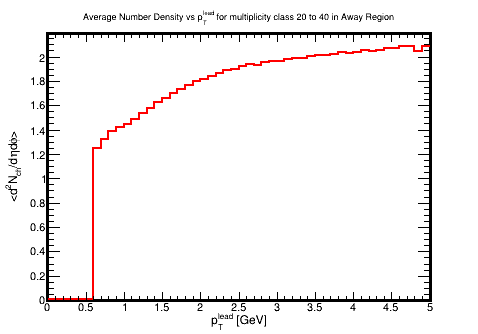 Average Number Density vs p_T^lead for multiplicity class 20 to 40 in Away Region
<d²N_ch/dηdϕ>
2
1.8
1.6
1.4
1.2
1
0.8
0.6
0.4
0.2
0
0 0.5 1 1.5 2 2.5 3 3.5 4 4.5 5
p_T^lead [GeV]